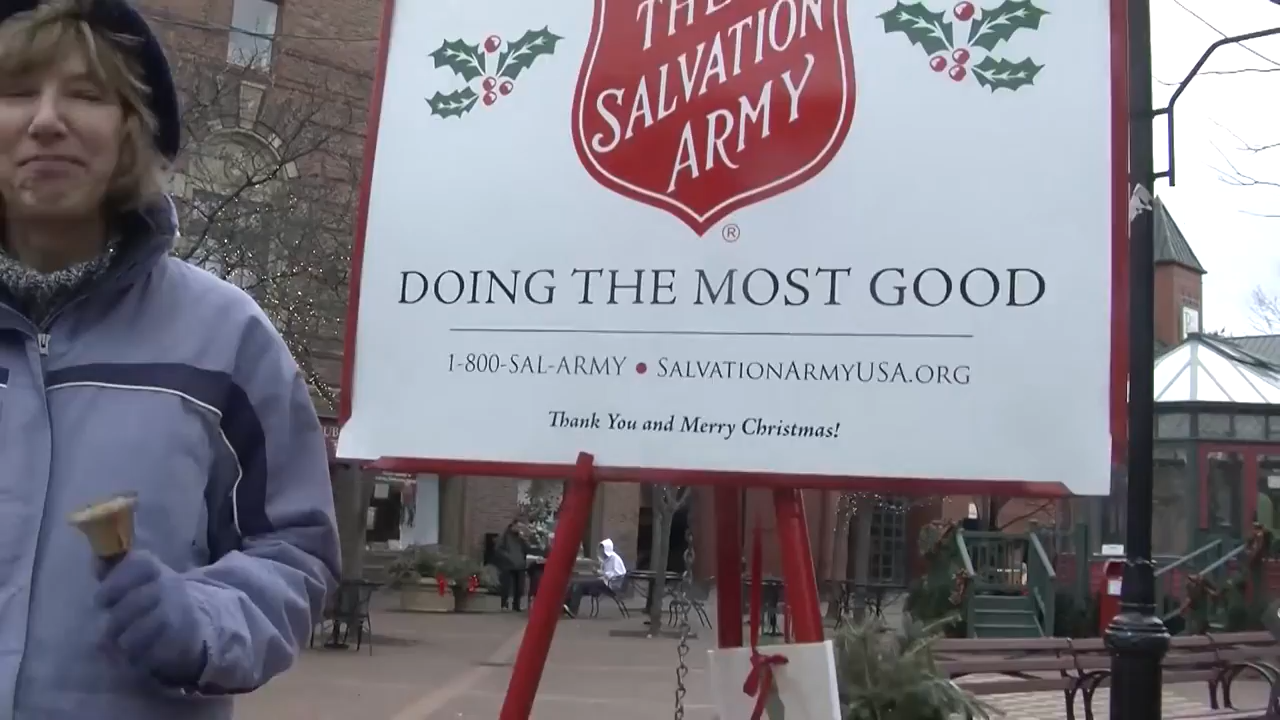 THE
SALVATION
ARMY
®
DOING THE MOST GOOD
1-800-SAL-ARMY • SALVATIONARMYUSA.ORG
Thank You and Merry Christmas!